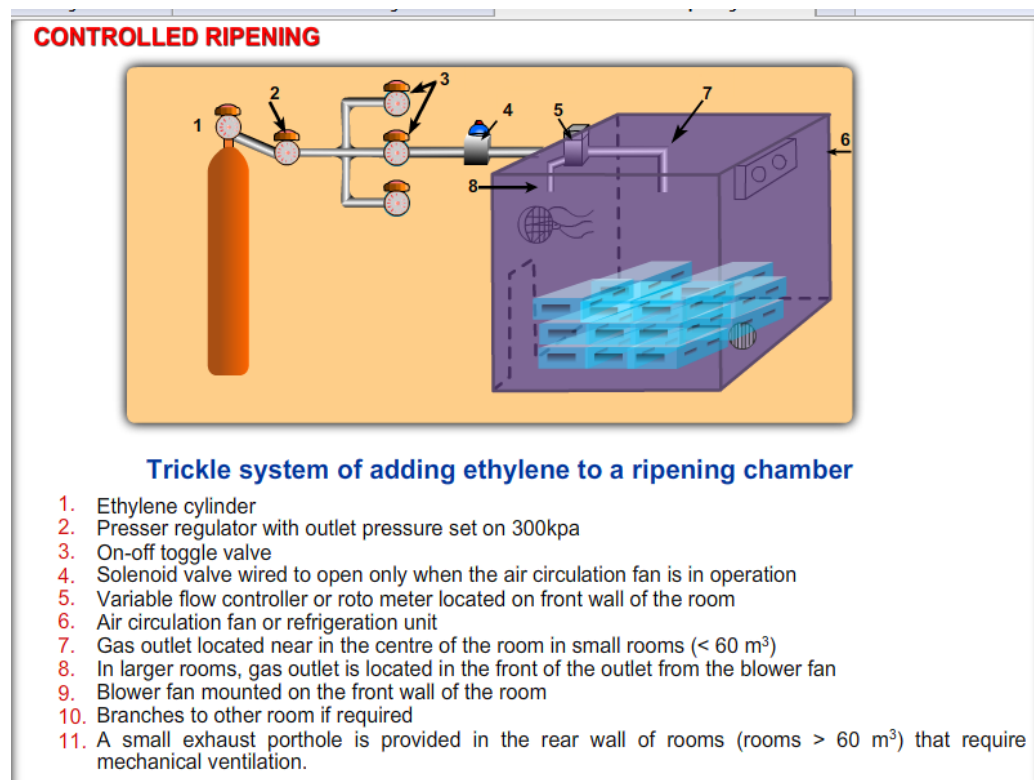 CONTROLLED RIPENING
1
2
3
4
5
6
7
8
Trickle system of adding ethylene to a ripening chamber
1. Ethylene cylinder
2. Presser regulator with outlet pressure set on 300kpa
3. On-off toggle valve
4. Solenoid valve wired to open only when the air circulation fan is in operation
5. Variable flow controller or roto meter located on front wall of the room
6. Air circulation fan or refrigeration unit
7. Gas outlet located near in the centre of the room in small rooms (< 60 m³)
8. In larger rooms, gas outlet is located in the front of the outlet from the blower fan
9. Blower fan mounted on the front wall of the room
10. Branches to other room if required
11. A small exhaust porthole is provided in the rear wall of rooms (rooms > 60 m³) that require
mechanical ventilation.